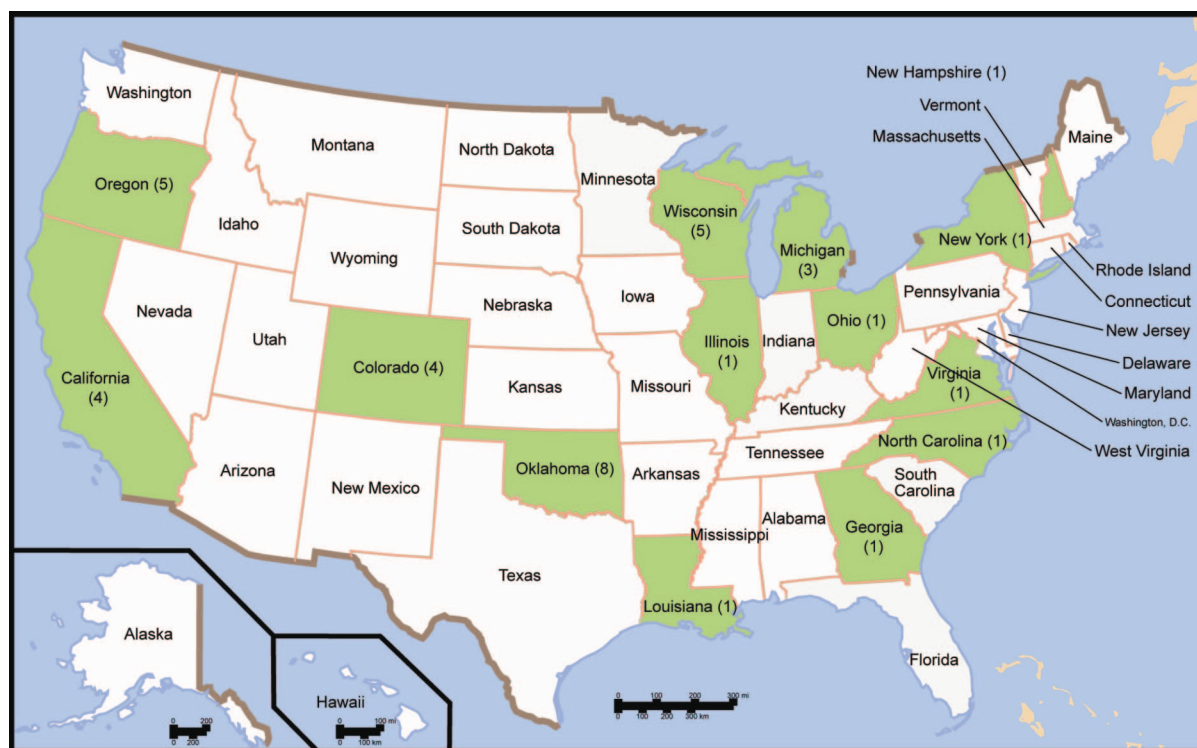 New Hampshire (1)
Washington
Vermont
Massachusetts
Maine
Montana
North Dakota
Minnesota
Oregon (5)
Idaho
Wisconsin
(5)
South Dakota
Michigan
(3)
New York (1)
Wyoming
Rhode Island
Pennsylvania
Connecticut
Iowa
Nebraska
Nevada
Ohio (1)
New Jersey
Utah
Illinois
(1)
Indiana
Delaware
Colorado (4)
California
(4)
Virginia
(1)
Kansas
Missouri
Maryland
Kentucky
Washington, D.C.
North Carolina (1)
West Virginia
Tennessee
Oklahoma (8)
Arizona
Arkansas
South
Carolina
New Mexico
Alabama
Mississippi
Georgia
(1)
Texas
Louisiana (1)
Alaska
Florida
Hawaii
0 100 200 300 mi
0 100 200 300 km
0 200
0 200
0 100 mi
0 100 km